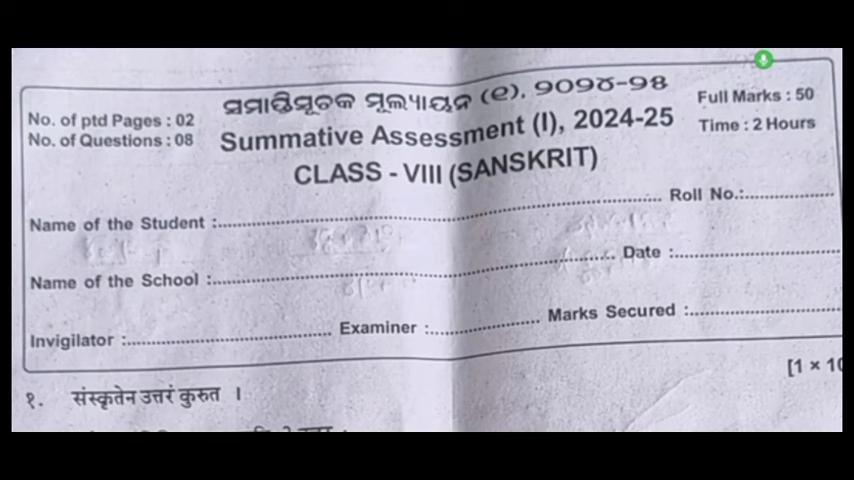 ସମାପ୍ତିସୂଚକ ମୂଲ୍ୟାୟନ (୧), ୨୦୨୪-୨୫
No. of ptd Pages : 02
No. of Questions : 08
Summative Assessment (I), 2024-25
Full Marks : 50
Time : 2 Hours
CLASS - VIII (SANSKRIT)
Name of the Student :
Roll No.:
Name of the School :
Date :
Invigilator :
Examiner :
Marks Secured :
[1 × 10
१. संस्कृतेन उत्तरं कुरुत ।